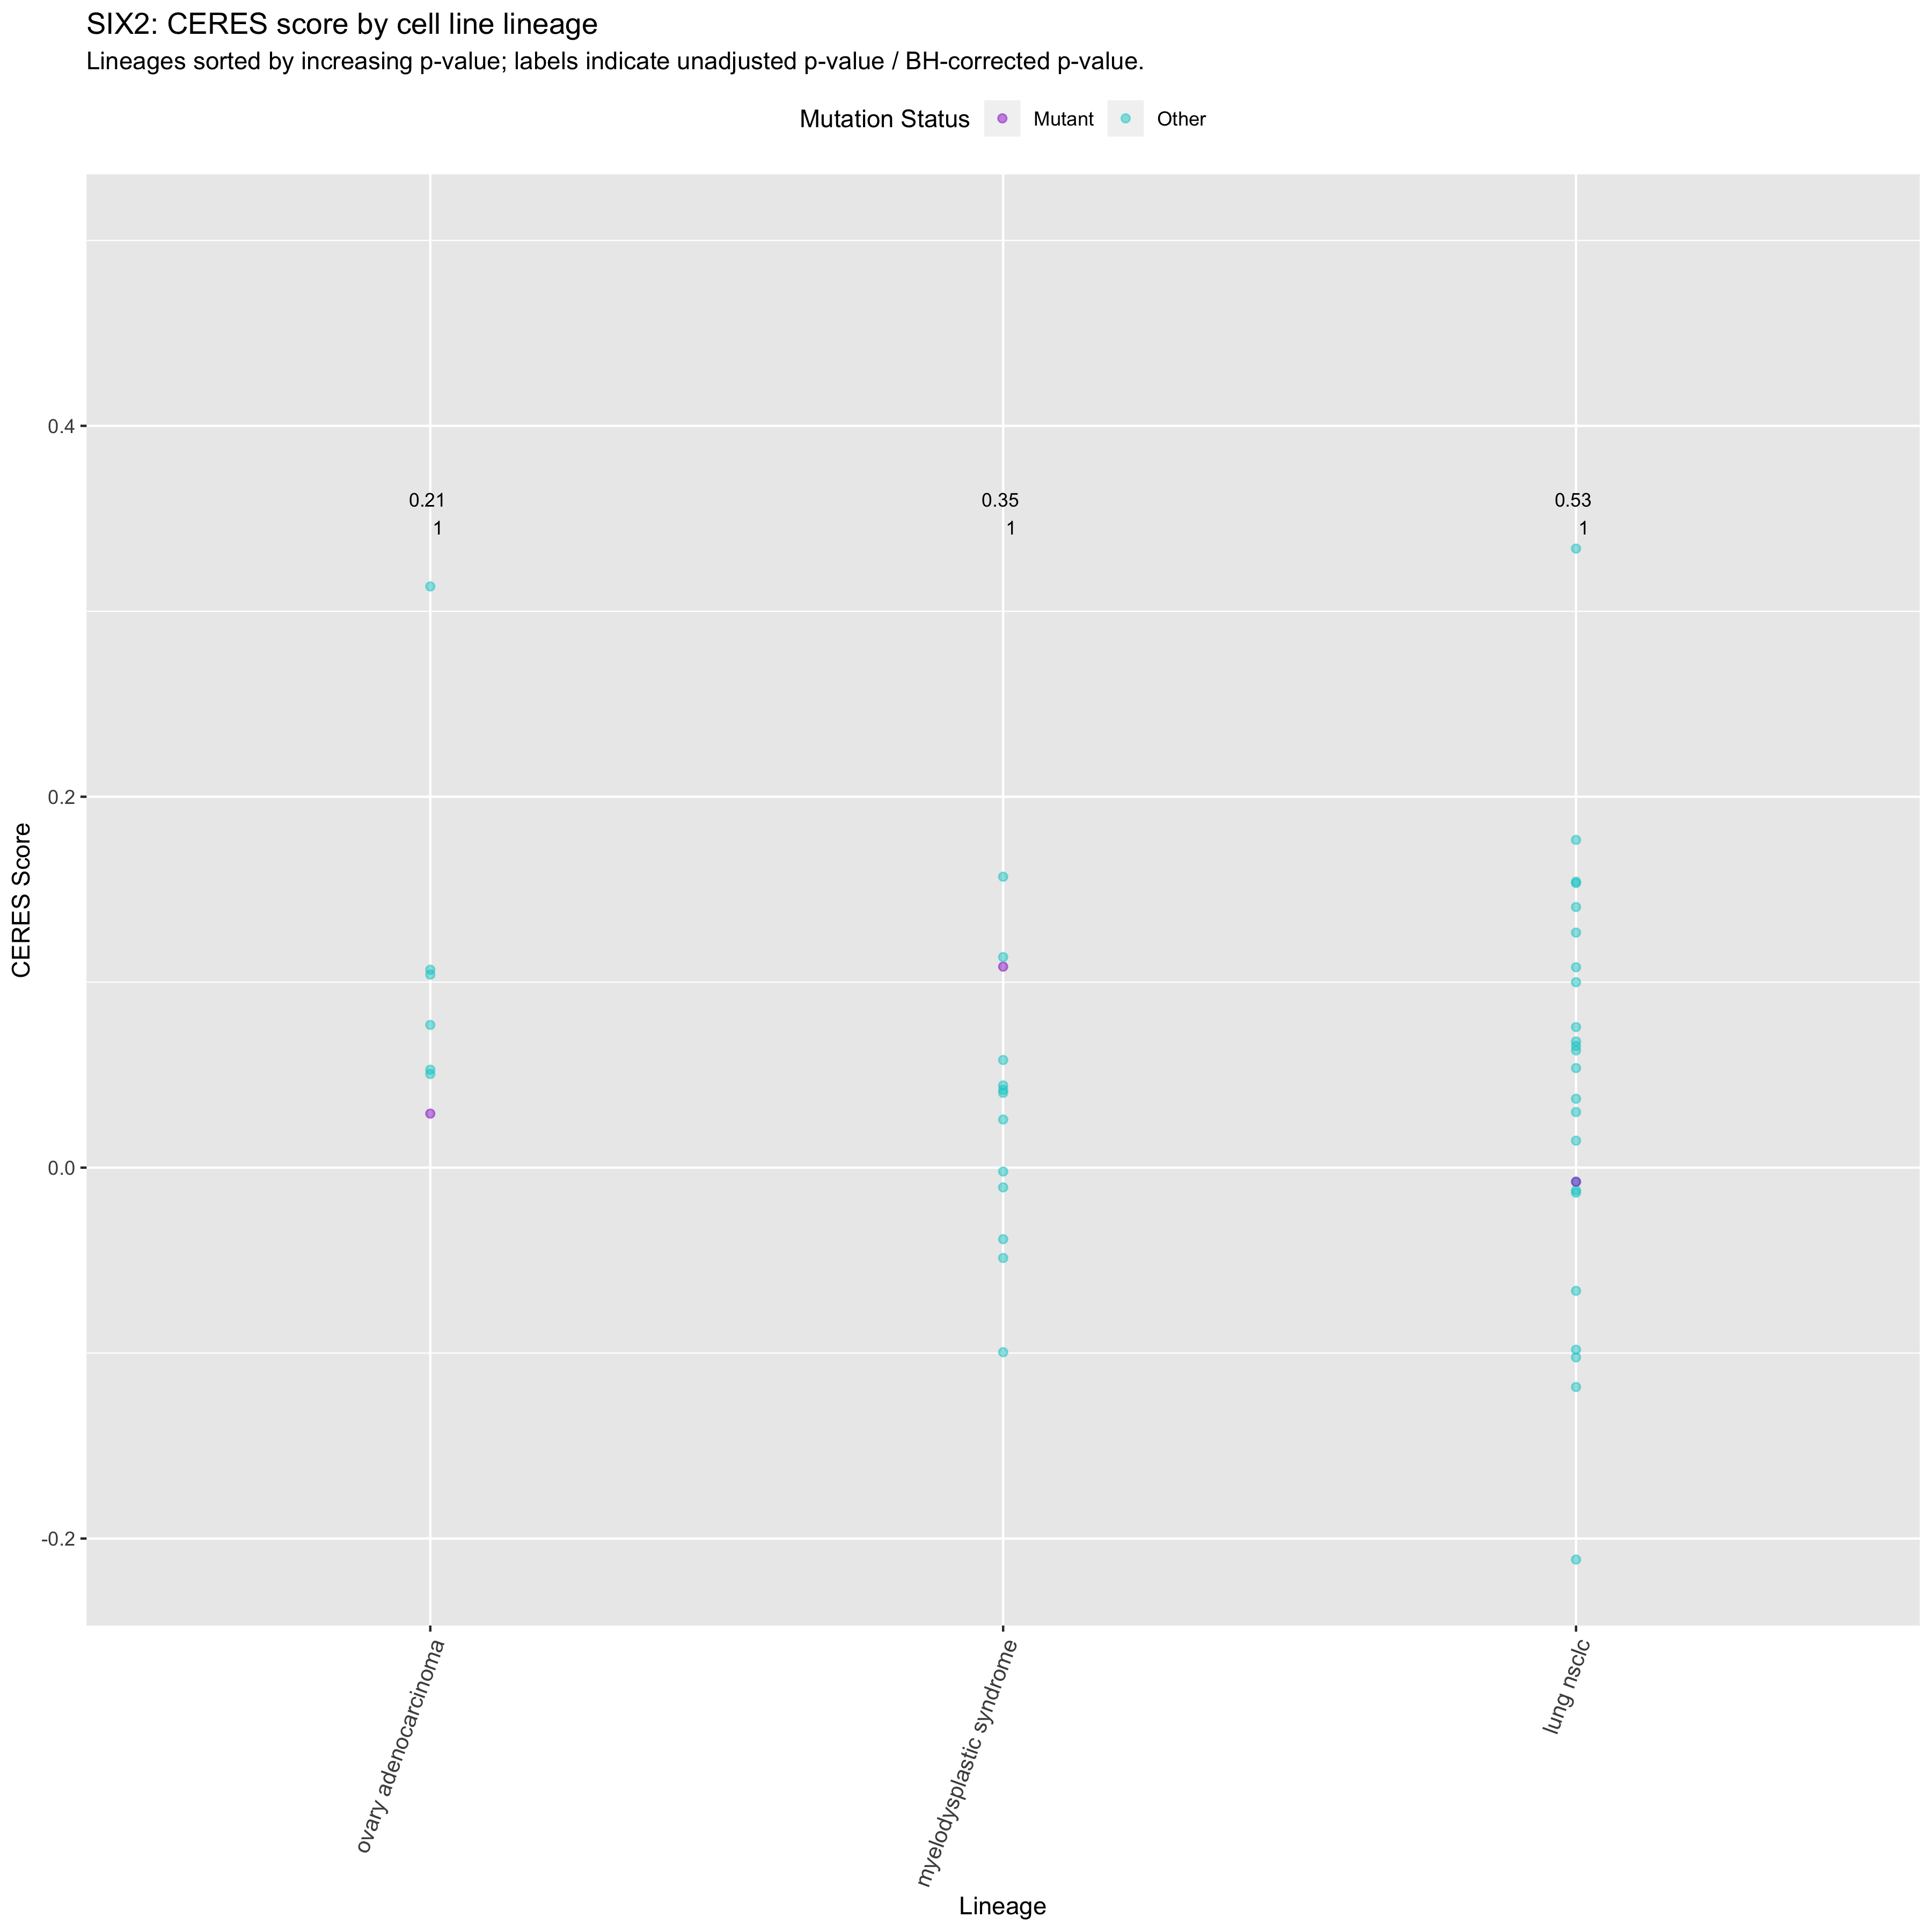 SIX2: CERES score by cell line lineage
Lineages sorted by increasing p-value; labels indicate unadjusted p-value / BH-corrected p-value.
Mutation Status Mutant Other
0.4
0.21 0.35 0.53
1 1 1
0.2
CERES Score
0.0
-0.2
ovary adenocarcinoma
myelodysplastic syndrome
lung nsclc
Lineage